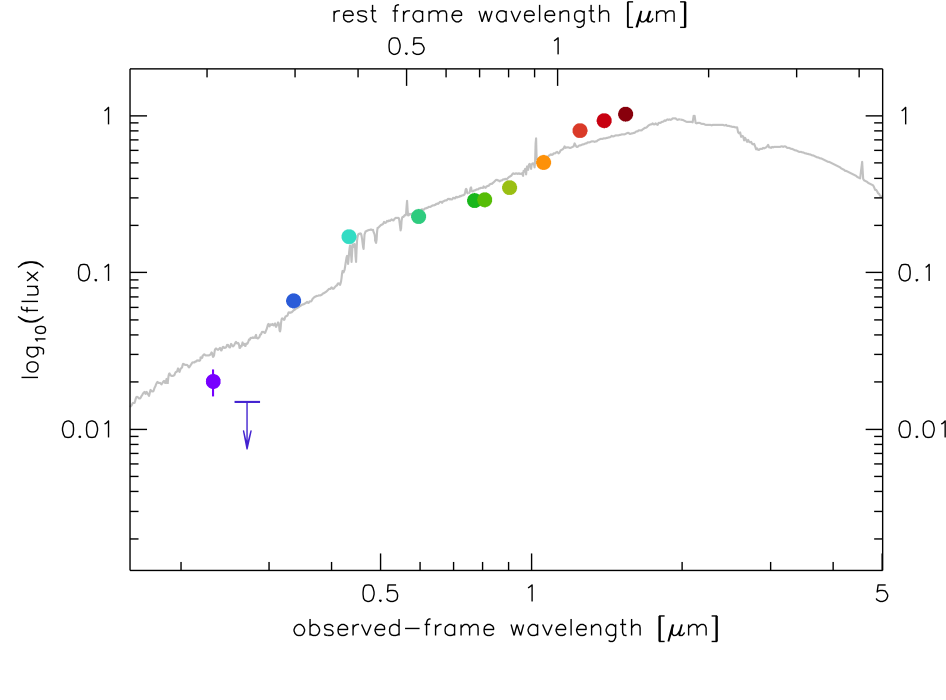 rest frame wavelength [μm]
0.5 1
1 1
0.1 0.1
0.01 0.01
log10(flux)
0.5 1 5
observed-frame wavelength [μm]